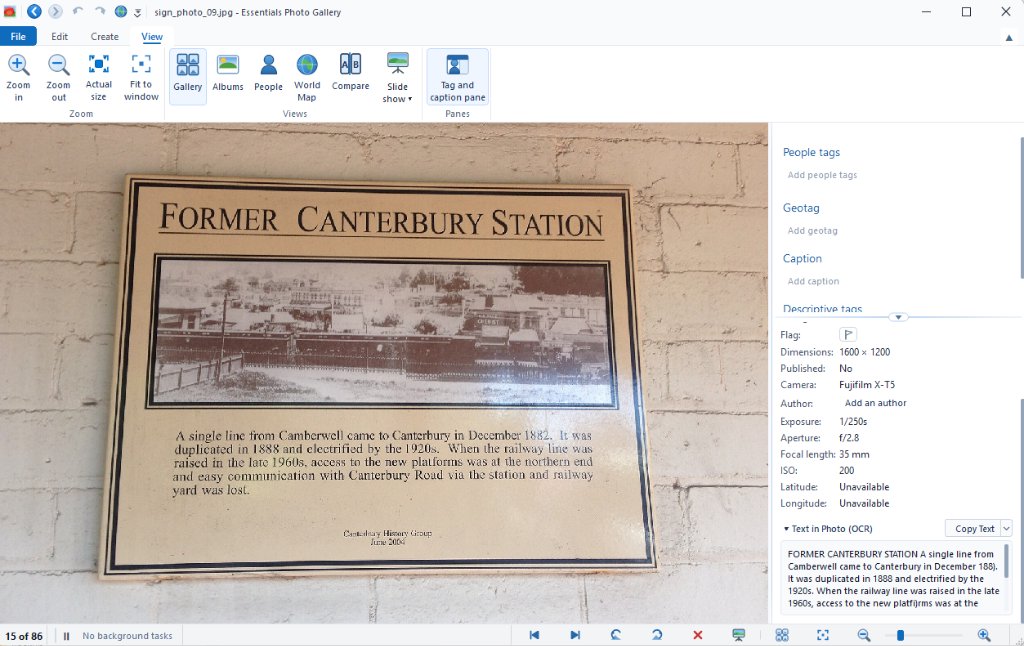 sign_photo_09.jpg - Essentials Photo Gallery
File Edit Create View
Zoom in Zoom out Actual size Fit to window Gallery Albums People World Map Compare Slide show Tag and caption pane
Zoom Views Panes
FORMER CANTERBURY STATION
A single line from Camberwell came to Canterbury in December 1882. It was
duplicated in 1888 and electrified by the 1920s. When the railway line was
raised in the late 1960s, access to the new platforms was at the northern end
and easy communication with Canterbury Road via the station and railway
yard was lost.
Canterbury History Group
June 2004
People tags
Add people tags
Geotag
Add geotag
Caption
Add caption
Descriptive tags
Flag:
Dimensions: 1600 × 1200
Published: No
Camera: Fujifilm X-T5
Author: Add an author
Exposure: 1/250s
Aperture: f/2.8
Focal length: 35 mm
ISO: 200
Latitude: Unavailable
Longitude: Unavailable
Text in Photo (OCR) Copy Text
FORMER CANTERBURY STATION A single line from
Camberwell came to Canterbury in December 188).
It was duplicated in 1888 and electrified by the
1920s. When the railway line was raised in the late
1960s, access to the new platf)rms was at the
15 of 86 No background tasks